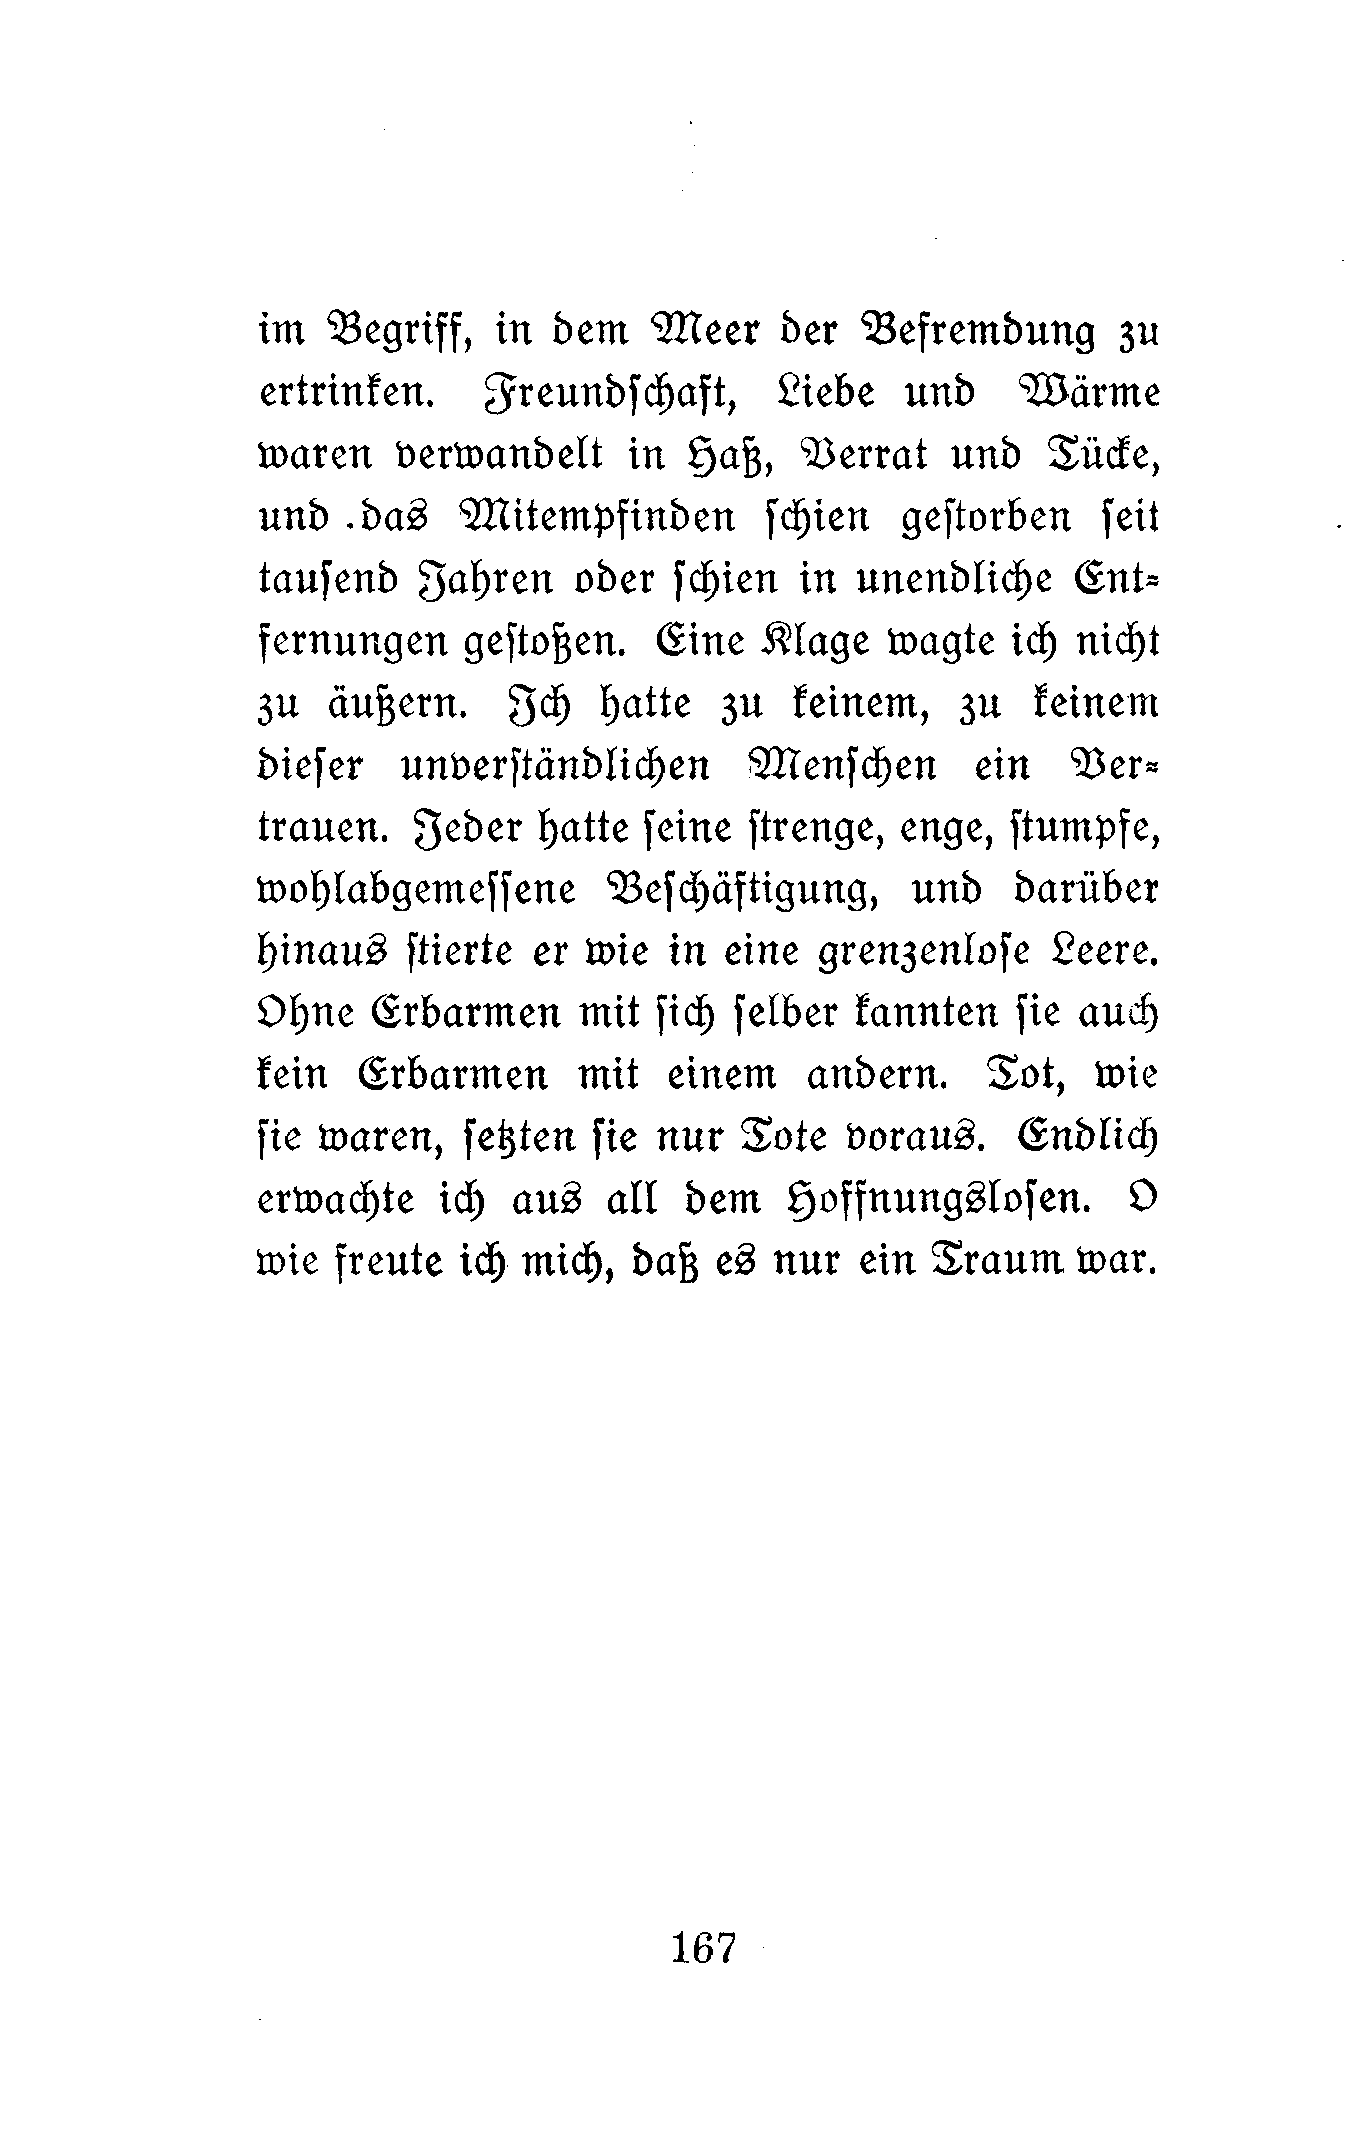 im Begriff, in dem Meer der Befremdung zu
ertrinken. Freundſchaft, Liebe und Wärme
waren verwandelt in Haß, Verrat und Tücke,
und das Mitempfinden ſchien geſtorben ſeit
tauſend Jahren oder ſchien in unendliche Ent⸗
fernungen geſtoßen. Eine Klage wagte ich nicht
zu äußern. Ich hatte zu keinem, zu keinem
dieſer unverſtändlichen Menſchen ein Ver⸗
trauen. Jeder hatte ſeine ſtrenge, enge, ſtumpfe,
wohlabgemeſſene Beſchäftigung, und darüber
hinaus ſtierte er wie in eine grenzenloſe Leere.
Ohne Erbarmen mit ſich ſelber kannten ſie auch
kein Erbarmen mit einem andern. Tot, wie
ſie waren, ſetzten ſie nur Tote voraus. Endlich
erwachte ich aus all dem Hoffnungsloſen. O
wie freute ich mich, daß es nur ein Traum war.
167